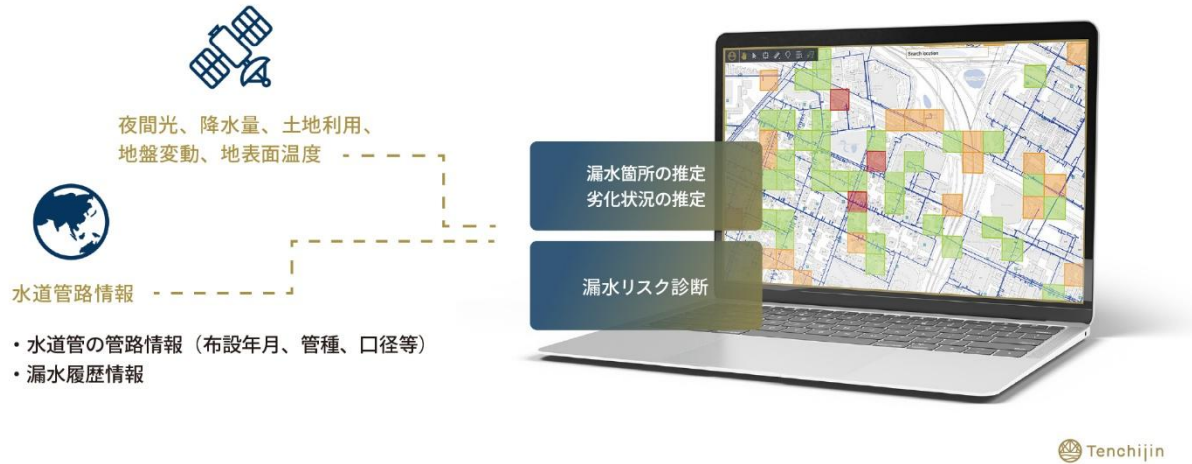 夜間光、降水量、土地利用、
地盤変動、地表面温度
水道管路情報
・水道管の管路情報（布設年月、管種、口径等）
・漏水履歴情報
漏水箇所の推定
劣化状況の推定
漏水リスク診断
Search location
Tenchijin